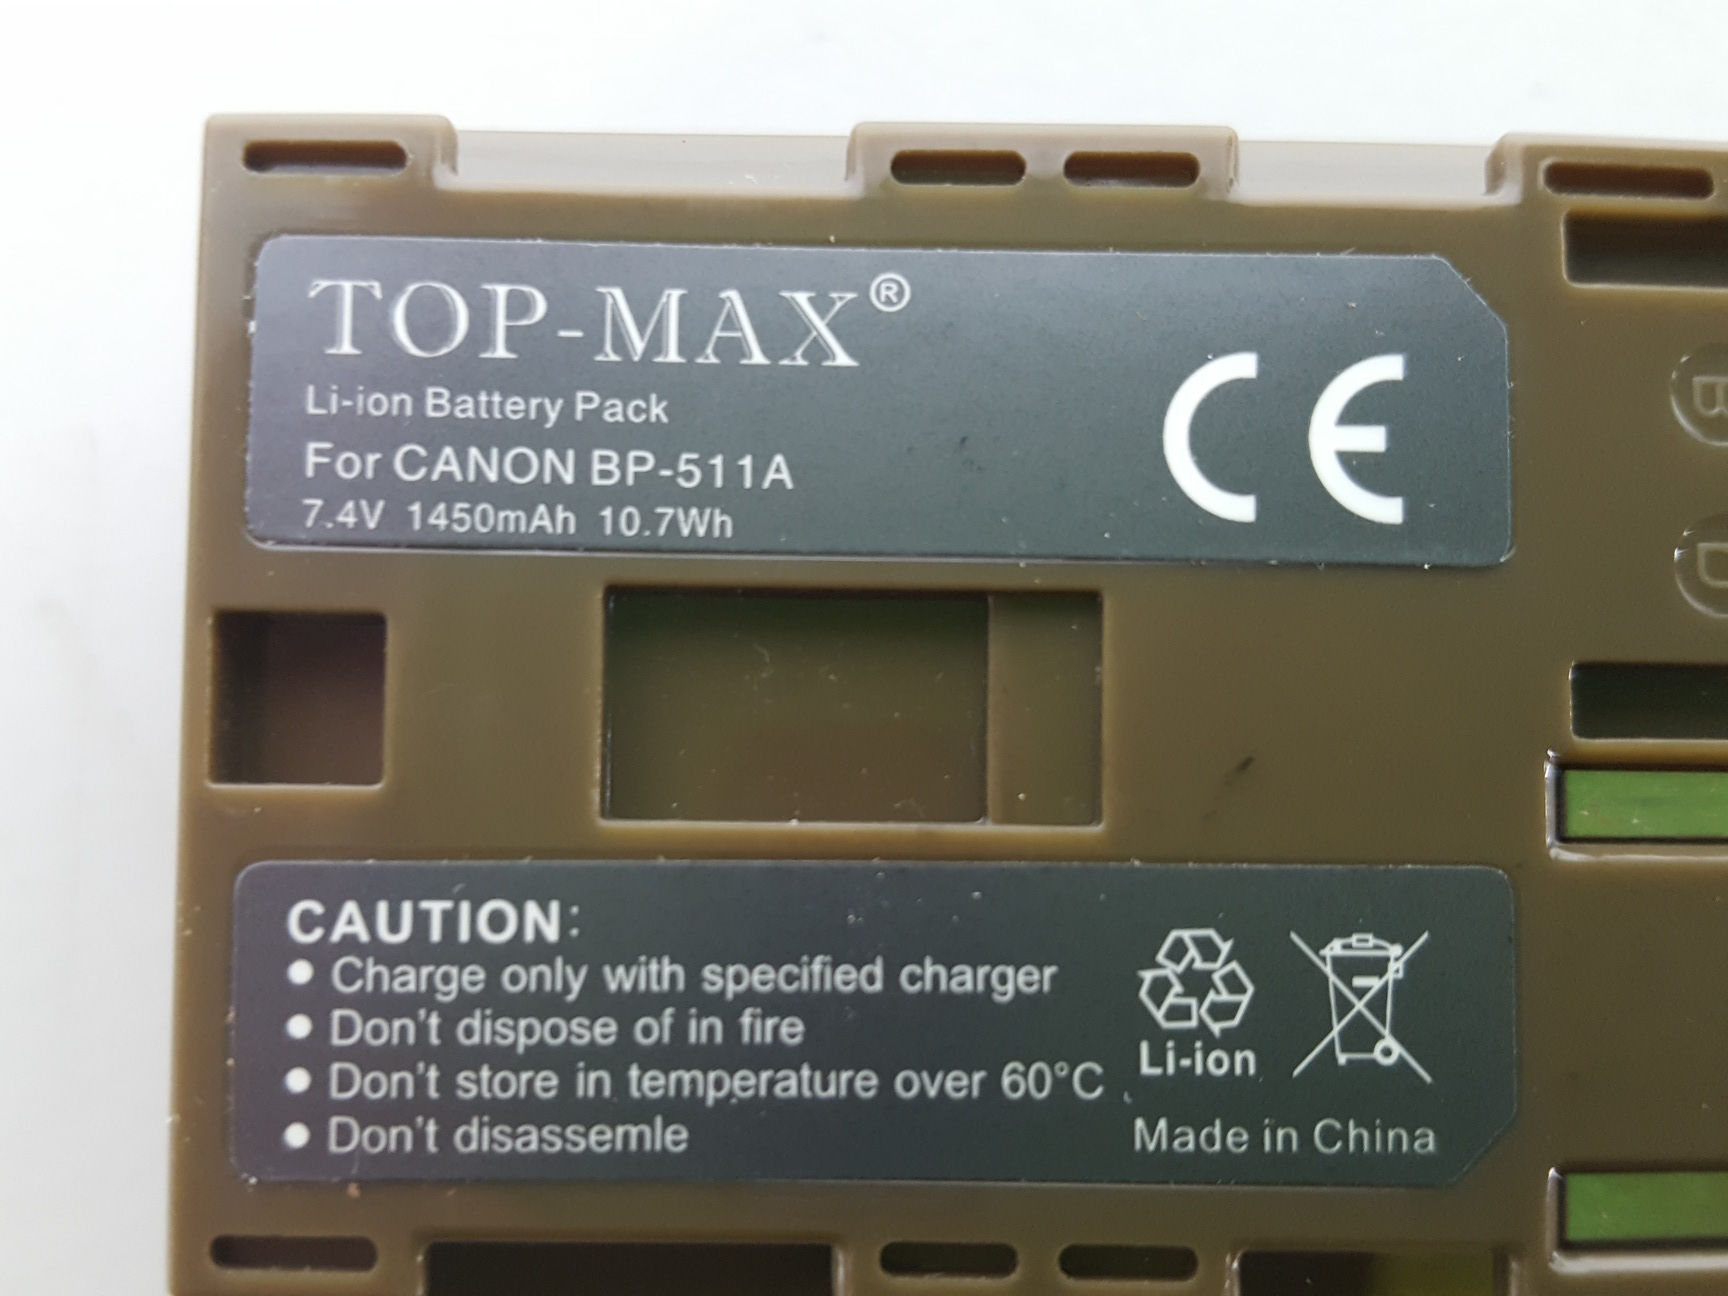 TOP-MAX®
Li-ion Battery Pack
For CANON BP-511A
7.4V 1450mAh 10.7Wh
CE
B
D
CAUTION:
● Charge only with specified charger
● Don't dispose of in fire
● Don't store in temperature over 60°C
● Don't disassemle
Li-ion
Made in China